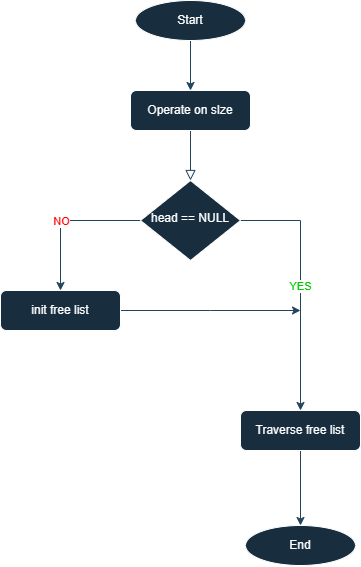 Start
Operate on size
head == NULL
NO
YES
init free list
Traverse free list
End